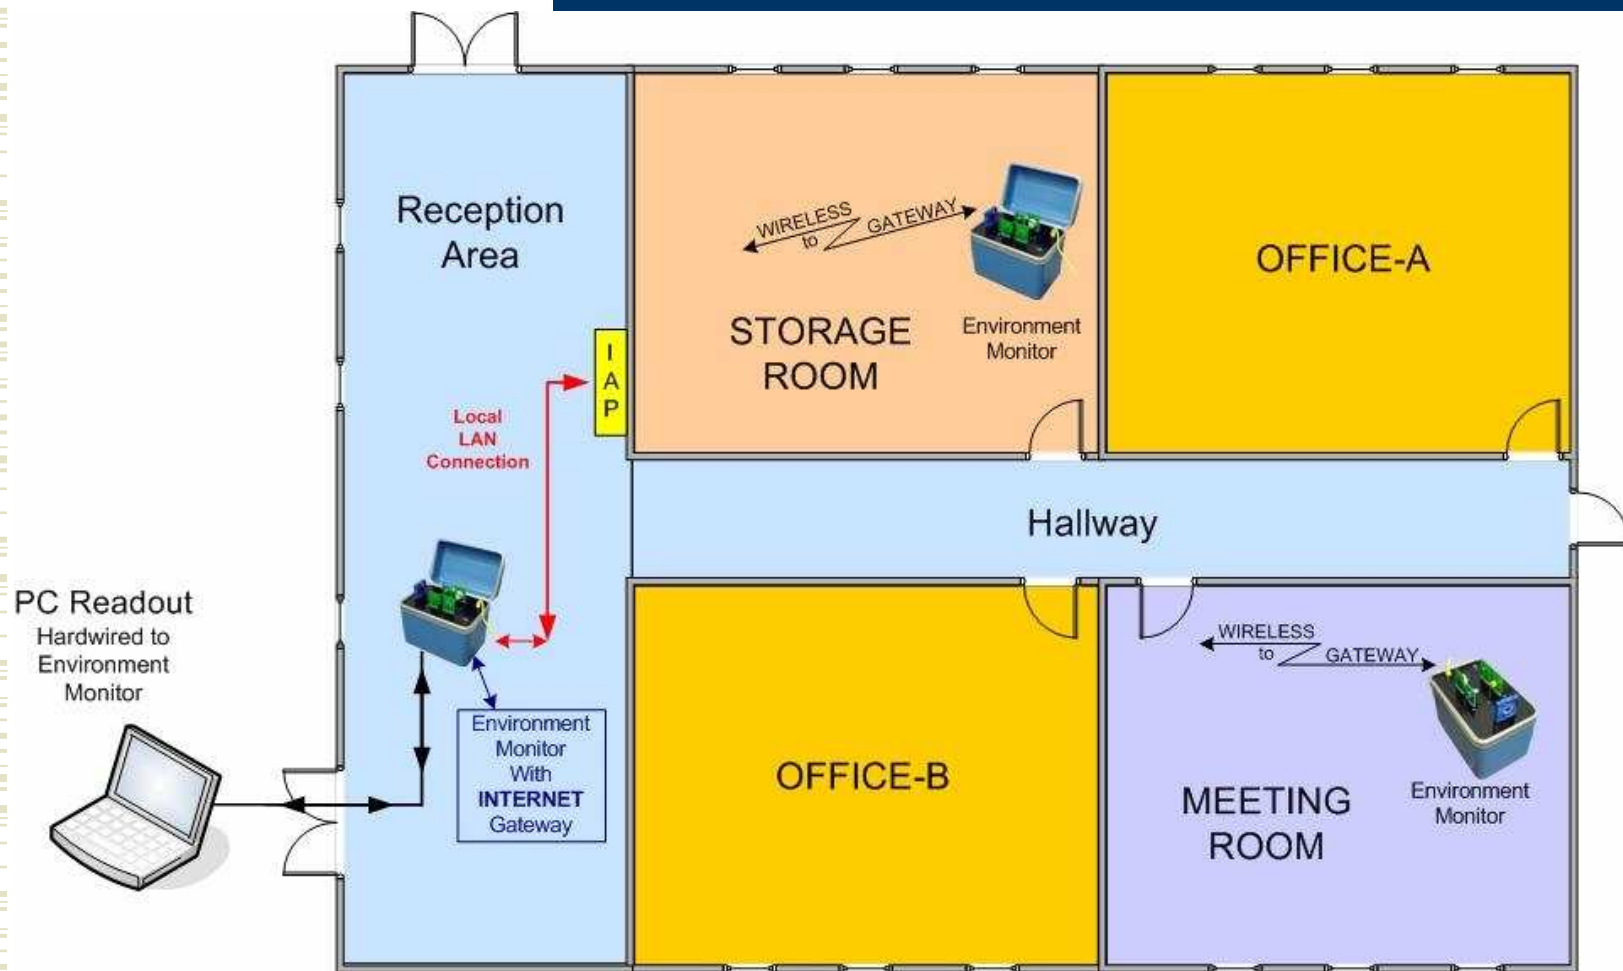 Reception
Area
WIRELESS
to
GATEWAY
STORAGE
ROOM
Environment
Monitor
OFFICE-A
I
A
P
Local
LAN
Connection
Hallway
PC Readout
Hardwired to
Environment
Monitor
Environment
Monitor
With
INTERNET
Gateway
OFFICE-B
WIRELESS
to
GATEWAY
MEETING
ROOM
Environment
Monitor